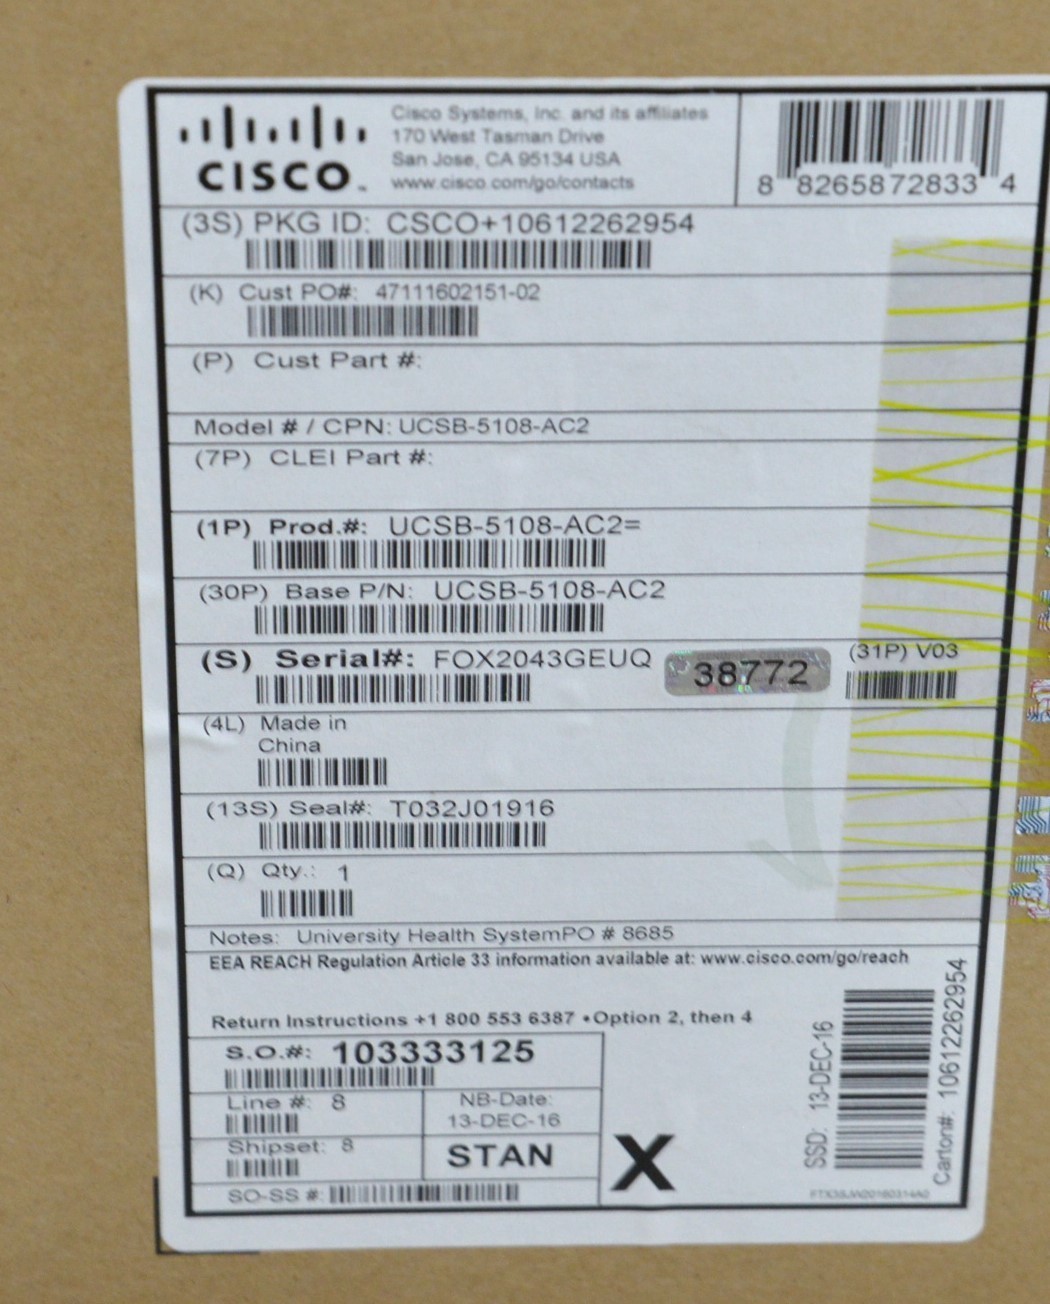 CISCO
Cisco Systems, Inc. and its affiliates
170 West Tasman Drive
San Jose, CA 95134 USA
www.cisco.com/go/contacts
8 82658 72833 4
(3S) PKG ID: CSCO+10612262954
(K) Cust PO#: 47111602151-02
(P) Cust Part #:
Model # / CPN: UCSB-5108-AC2
(7P) CLEI Part #:
(1P) Prod.#: UCSB-5108-AC2=
(30P) Base P/N: UCSB-5108-AC2
(S) Serial#: FOX2043GEUQ
38772
(31P) V03
(4L) Made in
China
(13S) Seal#: T032J01916
(Q) Qty.: 1
Notes: University Health SystemPO # 8685
EEA REACH Regulation Article 33 information available at: www.cisco.com/go/reach
Return Instructions +1 800 553 6387 •Option 2, then 4
S.O.#: 103333125
Line #: 8
NB-Date:
13-DEC-16
Shipset: 8
STAN
SO-SS #:
X
SSD: 13-DEC-16
Carton#: 10612262954